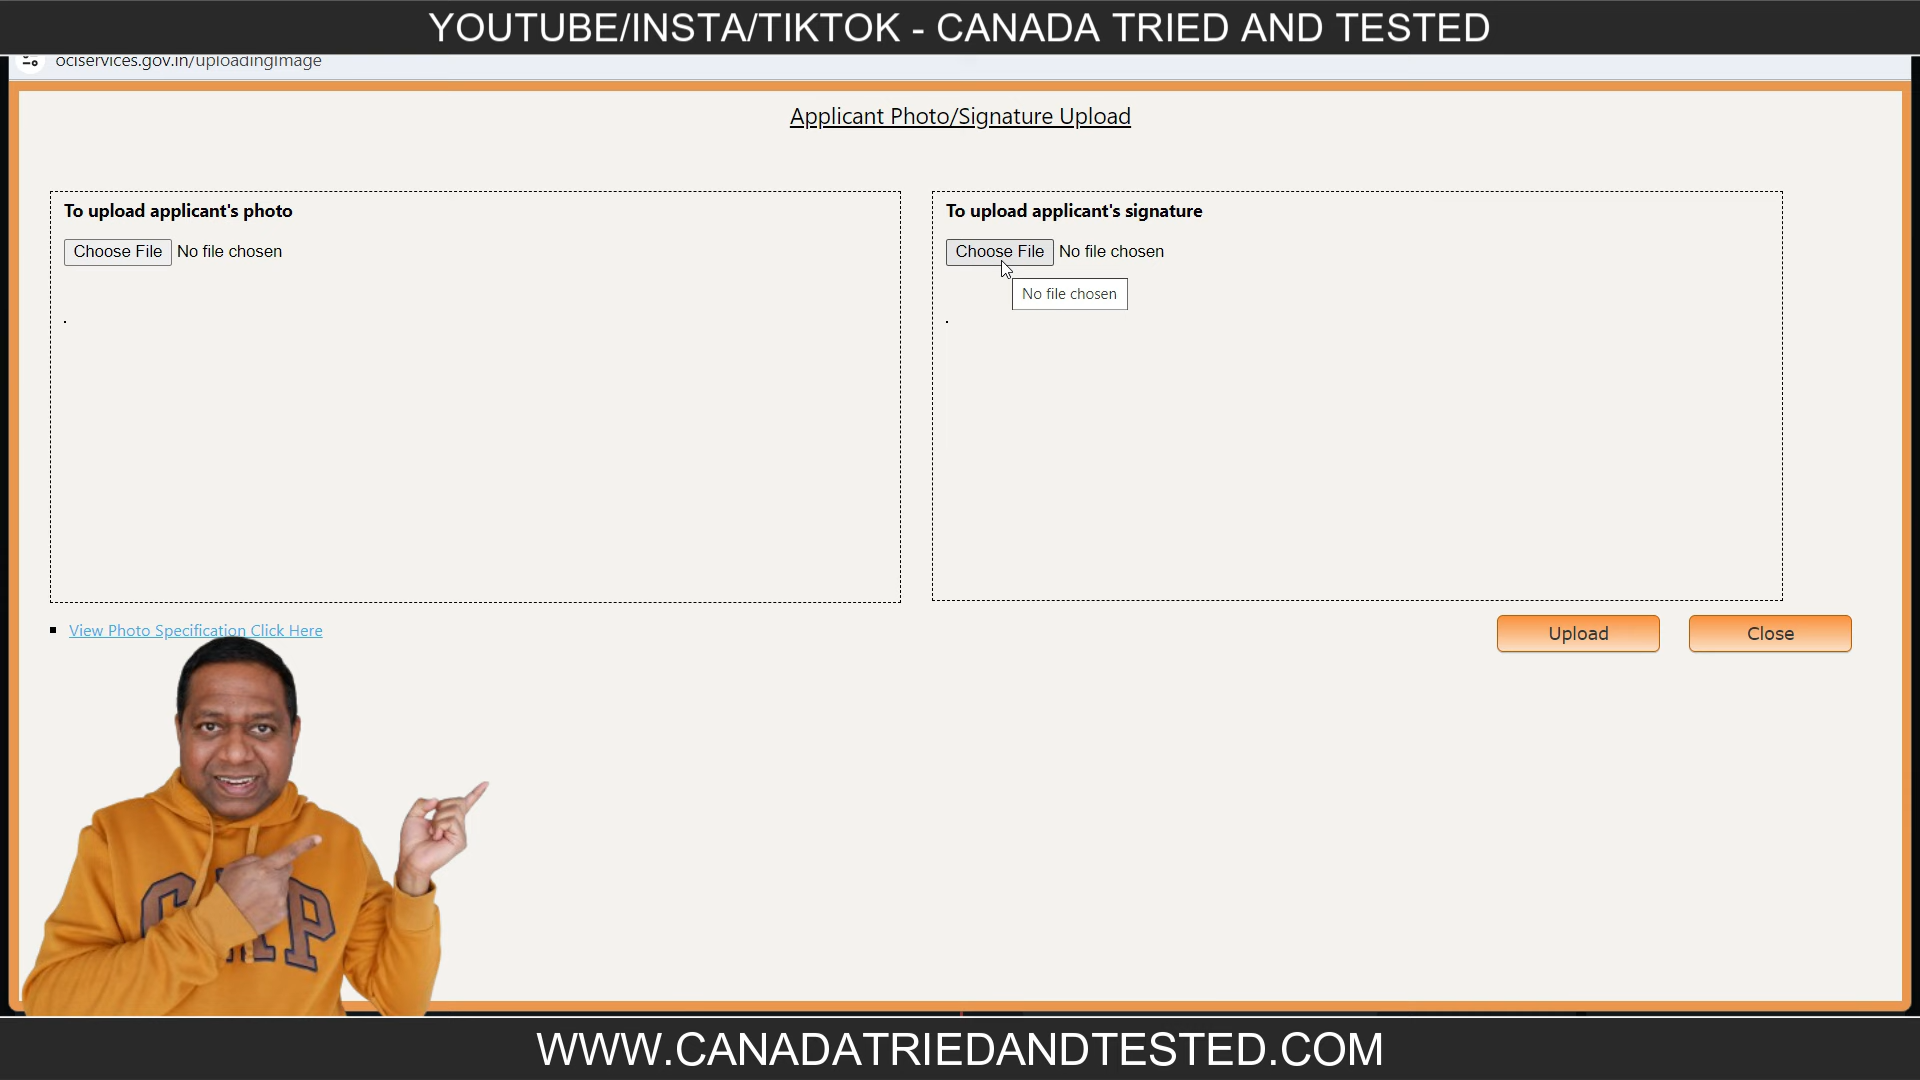 YOUTUBE/INSTA/TIKTOK - CANADA TRIED AND TESTED
ociservices.gov.in/uploadingImage
Applicant Photo/Signature Upload
To upload applicant's photo
Choose File No file chosen
.
To upload applicant's signature
Choose File No file chosen
No file chosen
.
View Photo Specification Click Here
Upload
Close
WWW.CANADATRIEDANDTESTED.COM